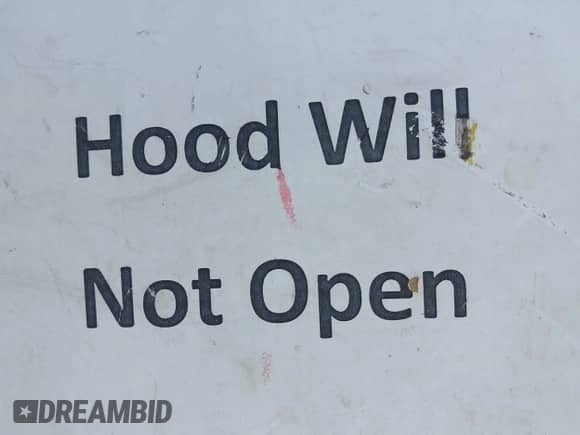 Hood Will
Not Open
DREAMBID